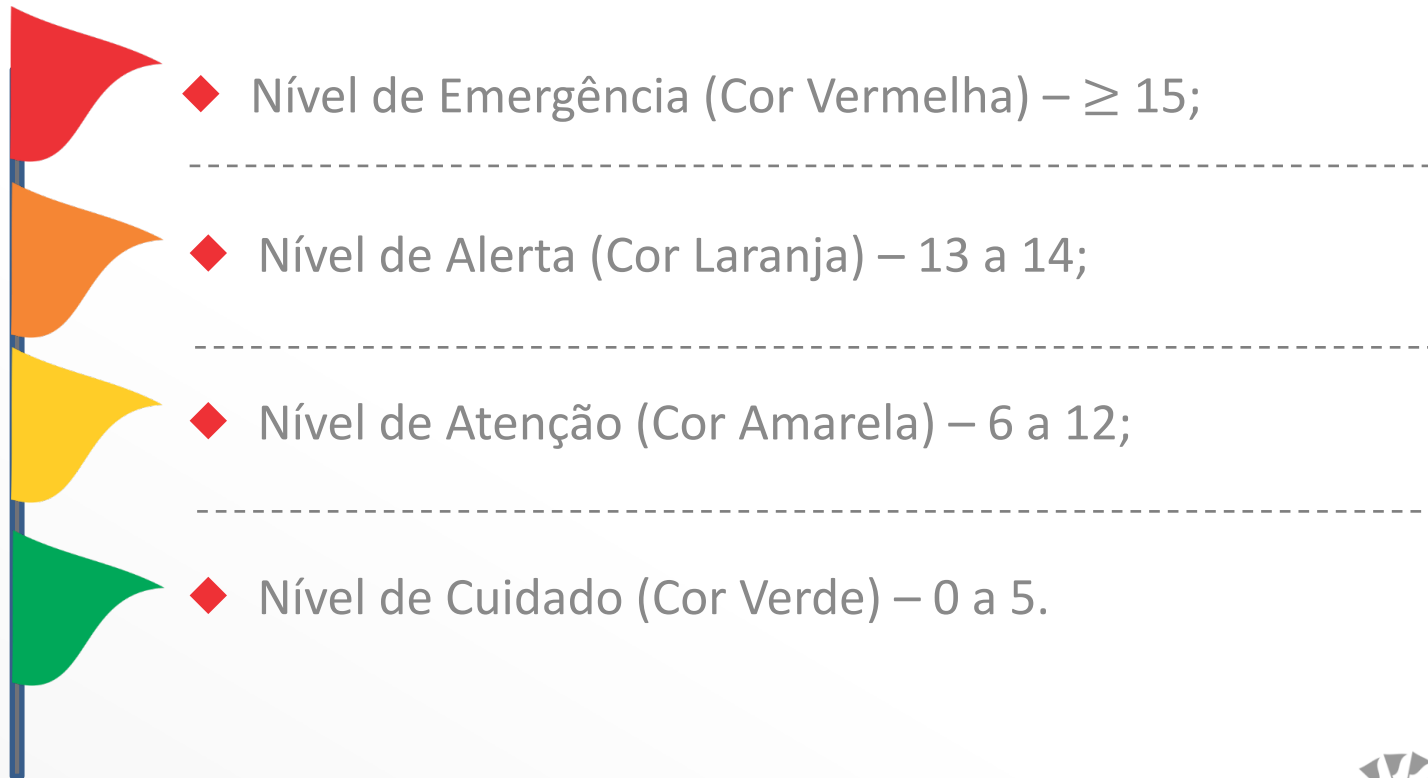 Nível de Emergência (Cor Vermelha) – ≥ 15;
Nível de Alerta (Cor Laranja) – 13 a 14;
Nível de Atenção (Cor Amarela) – 6 a 12;
Nível de Cuidado (Cor Verde) – 0 a 5.